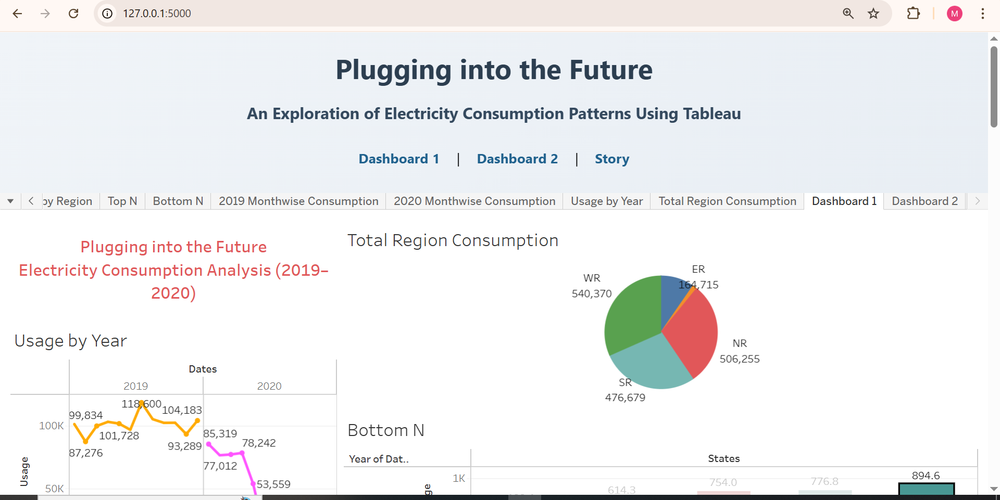 127.0.0.1:5000
M
Plugging into the Future
An Exploration of Electricity Consumption Patterns Using Tableau
Dashboard 1 | Dashboard 2 | Story
by Region Top N Bottom N 2019 Monthwise Consumption 2020 Monthwise Consumption Usage by Year Total Region Consumption Dashboard 1 Dashboard 2
Plugging into the Future
Electricity Consumption Analysis (2019–
2020)
Usage by Year
Dates
2019 2020
118,600
99,834
104,183
100K
101,728
85,319
93,289
78,242
87,276
77,012
Usage
53,559
50K
Total Region Consumption
ER
164,715
WR
540,370
NR
506,255
SR
476,679
Bottom N
Year of Dat..
States
1K
894.6
776.8
754.0
614.3